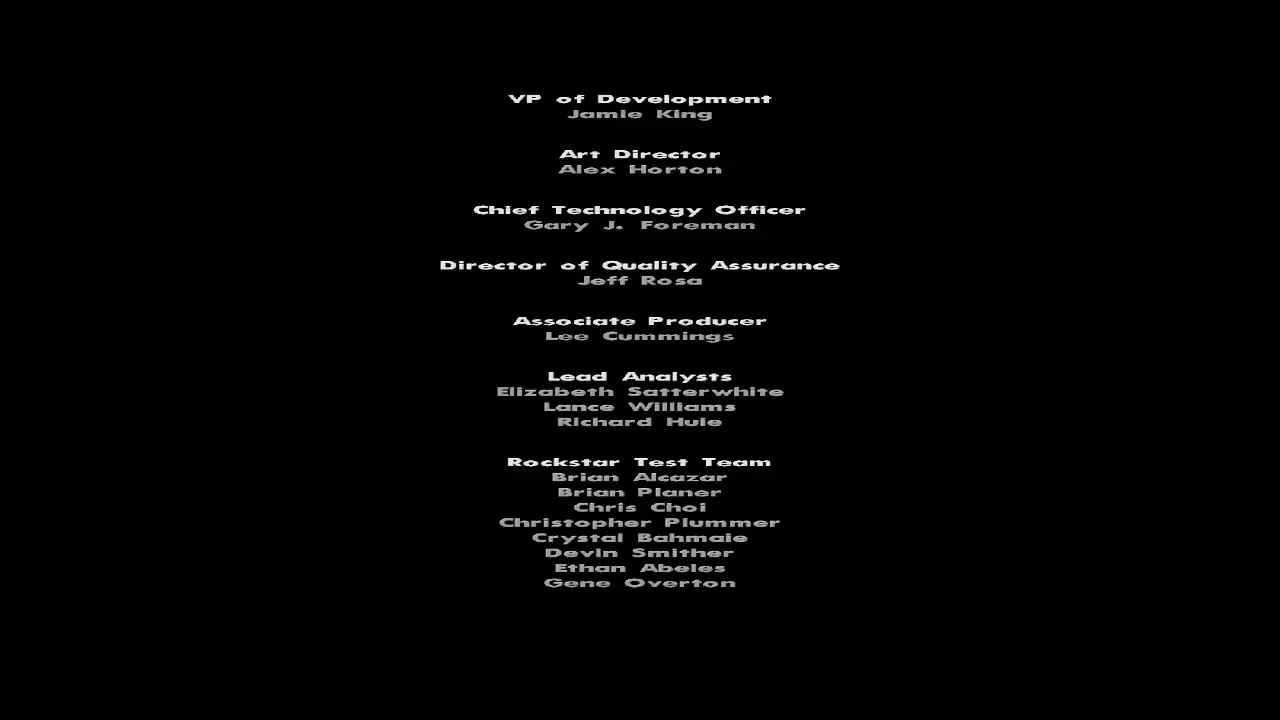 VP of Development
Jamie King
Art Director
Alex Horton
Chief Technology Officer
Gary J. Foreman
Director of Quality Assurance
Jeff Rosa
Associate Producer
Lee Cummings
Lead Analysts
Elizabeth Satterwhite
Lance Williams
Richard Huie
Rockstar Test Team
Brian Alcazar
Brian Planer
Chris Choi
Christopher Plummer
Crystal Bahmaie
Devin Smither
Ethan Abeles
Gene Overton